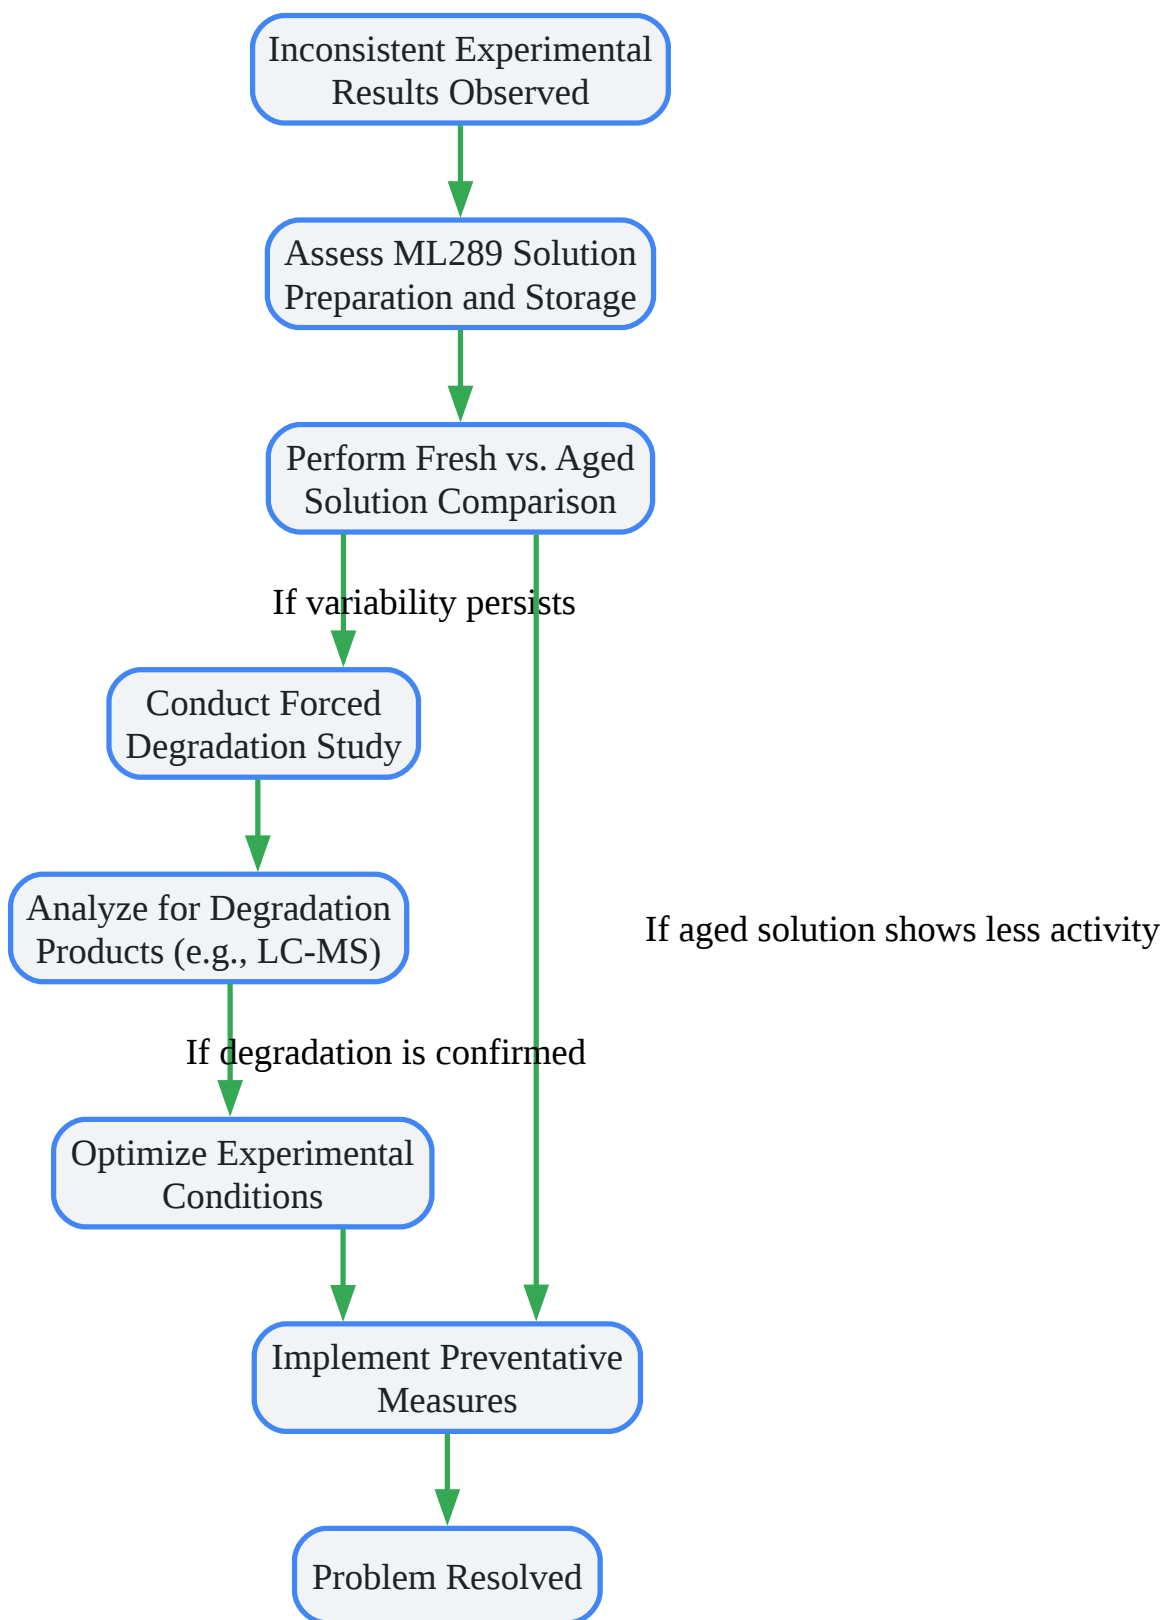 Inconsistent Experimental
Results Observed
Assess ML289 Solution
Preparation and Storage
Perform Fresh vs. Aged
Solution Comparison
If variability persists
Conduct Forced
Degradation Study
Analyze for Degradation
Products (e.g., LC-MS)
If aged solution shows less activity
If degradation is confirmed
Optimize Experimental
Conditions
Implement Preventative
Measures
Problem Resolved